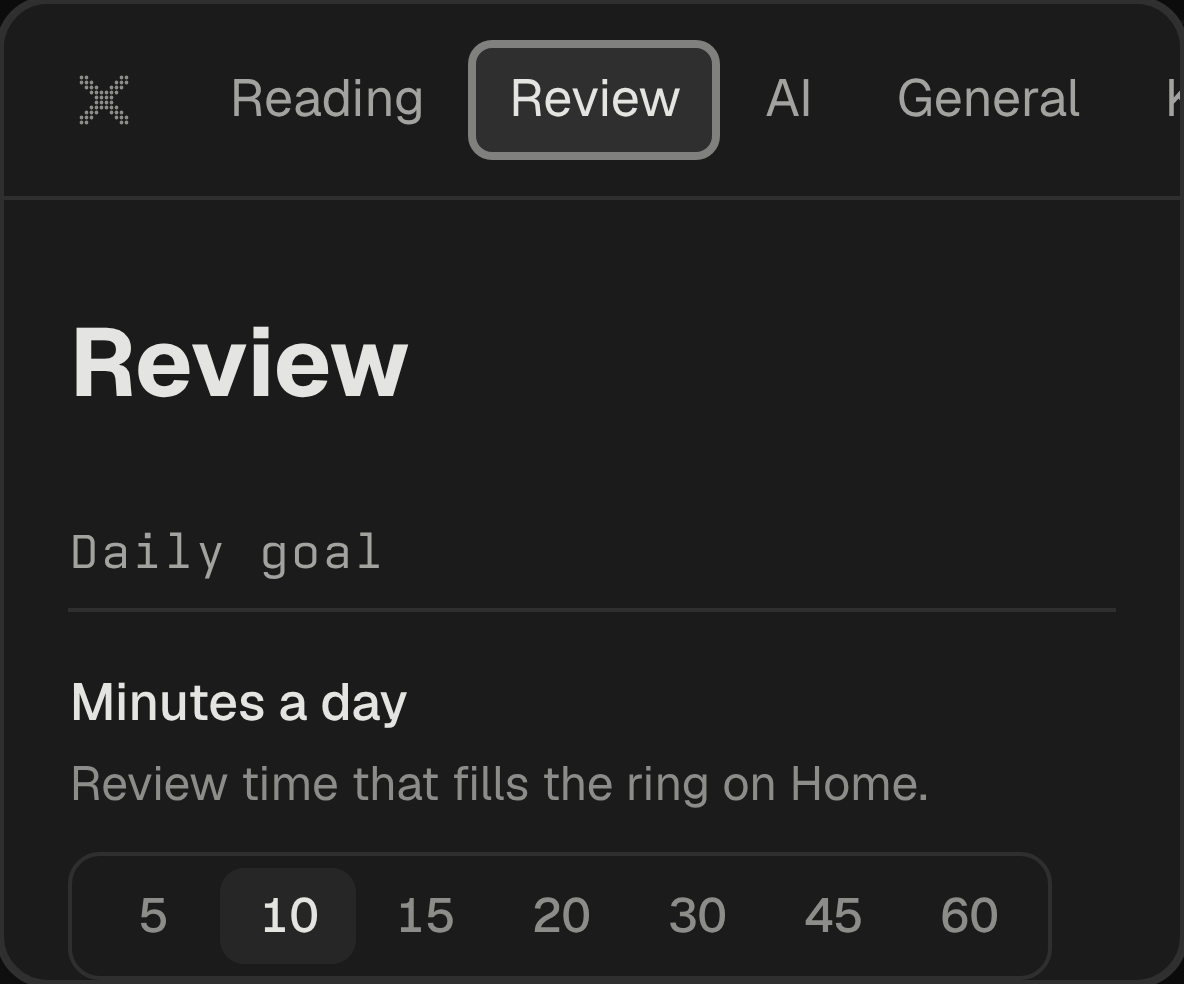 Reading Review AI General K
Review
Daily goal
Minutes a day
Review time that fills the ring on Home.
5 10 15 20 30 45 60